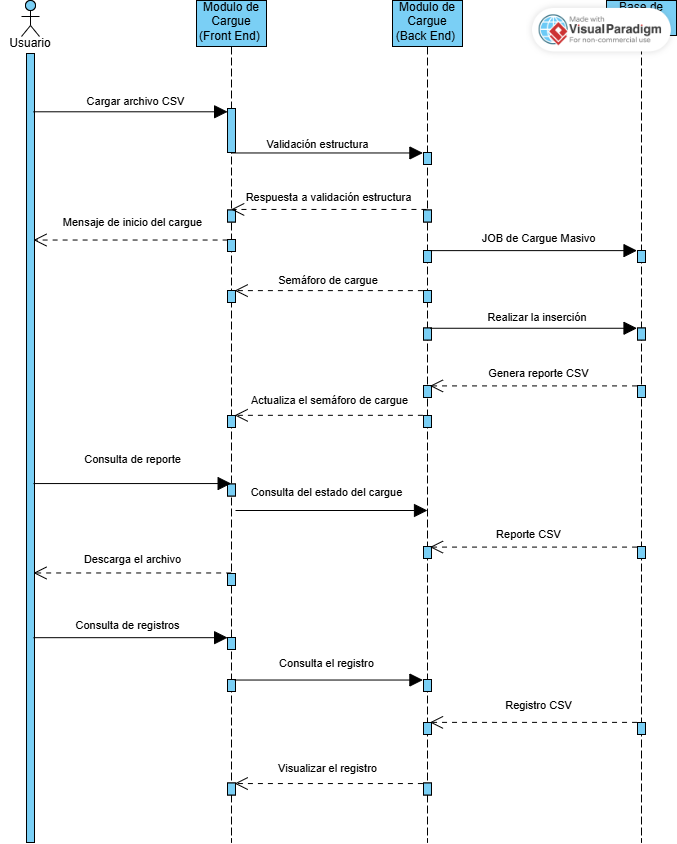 Modulo de
Cargue
(Front End)
Modulo de
Cargue
(Back End)
Base de
Made with
VisualParadigm
For non-commercial use
Usuario
Cargar archivo CSV
Validación estructura
Respuesta a validación estructura
Mensaje de inicio del cargue
JOB de Cargue Masivo
Semáforo de cargue
Realizar la inserción
Genera reporte CSV
Actualiza el semáforo de cargue
Consulta de reporte
Consulta del estado del cargue
Reporte CSV
Descarga el archivo
Consulta de registros
Consulta el registro
Registro CSV
Visualizar el registro